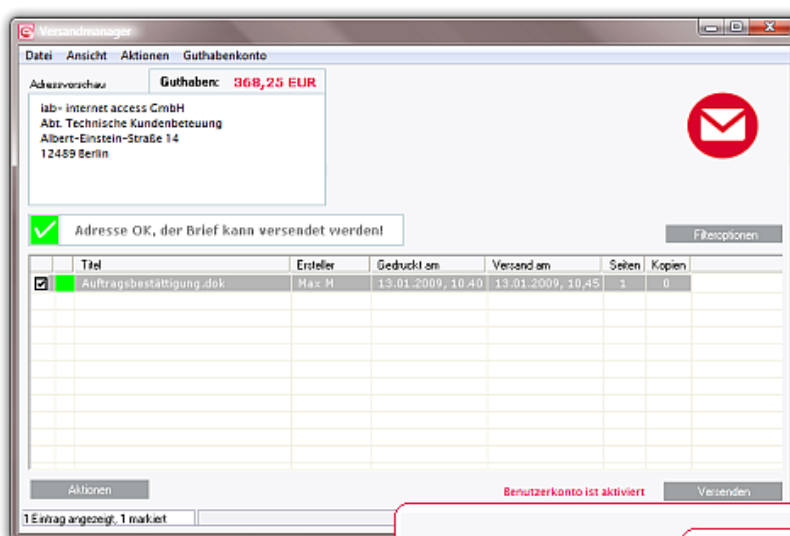 Versandmanager
Datei Ansicht Aktionen Guthabenkonto
Adressvorschau Guthaben: 368,25 EUR
iab- internet access GmbH
Abt. Technische Kundenbeteuung
Albert-Einstein-Straße 14
12489 Berlin
Adresse OK, der Brief kann versendet werden!
Filteroptionen
Titel Ersteller Gedruckt am Versand am Seiten Kopien
Auftragsbestättigung.dok Max M 13.01.2009, 10.40 13.01.2009, 10,45 1 0
Aktionen Benutzerkonto ist aktiviert Versenden
1 Eintrag angezeigt, 1 markiert